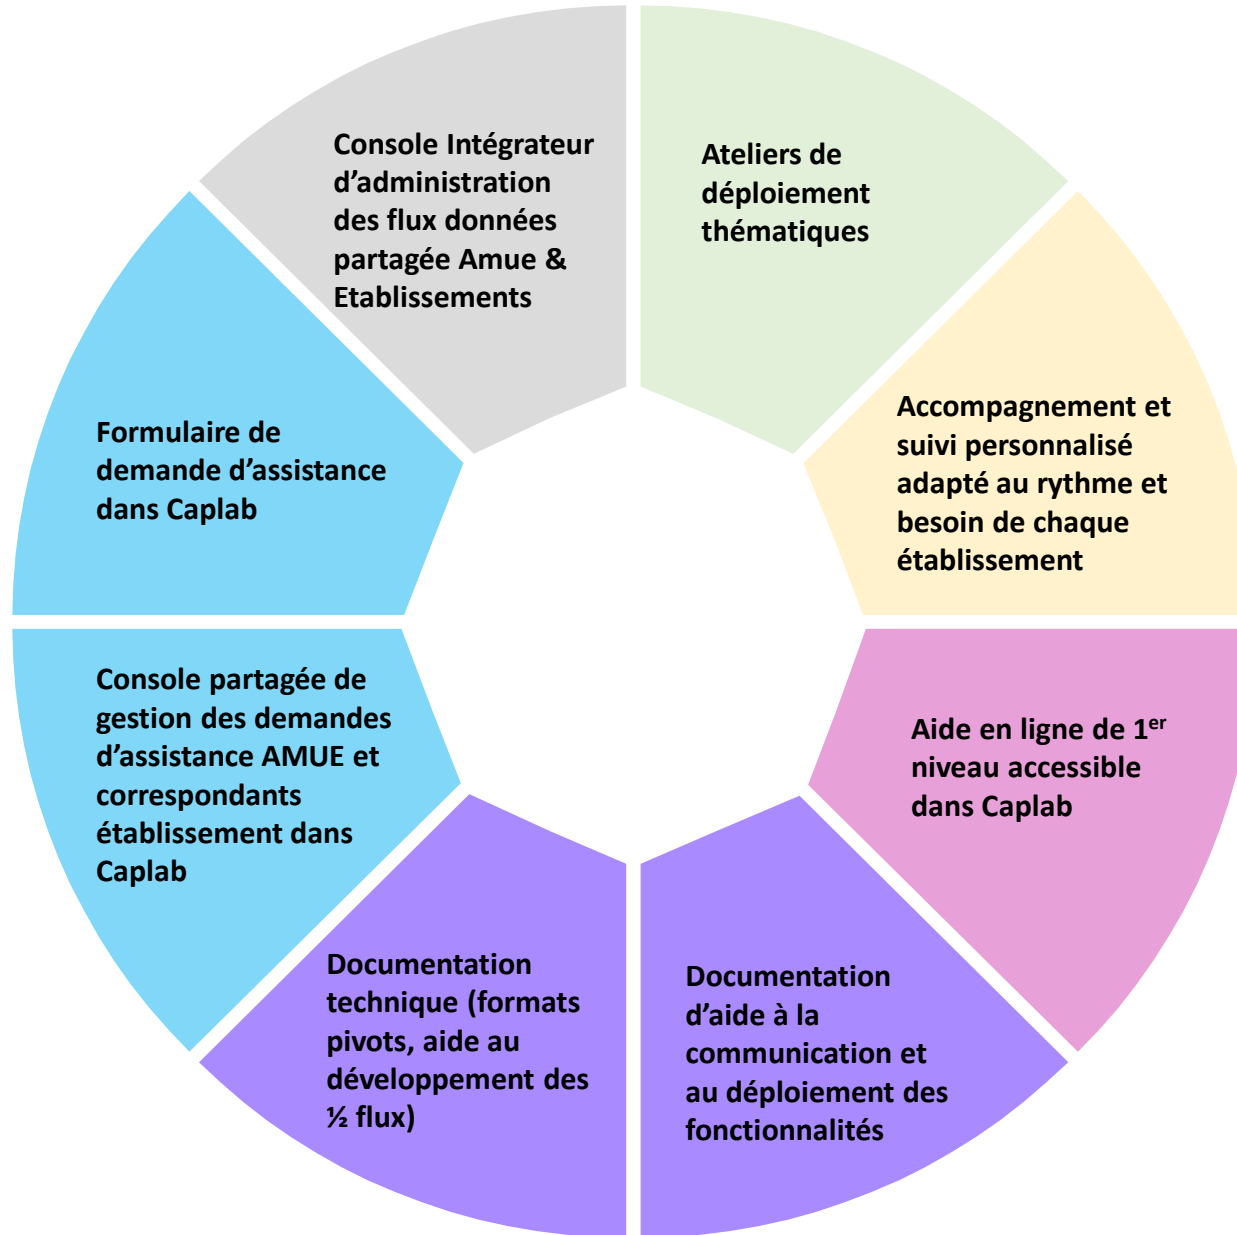 Console Intégrateur
d’administration
des flux données
partagée Amue &
Etablissements
Ateliers de
déploiement
thématiques
Accompagnement et
suivi personnalisé
adapté au rythme et
besoin de chaque
établissement
Aide en ligne de 1er
niveau accessible
dans Caplab
Documentation
d’aide à la
communication et
au déploiement des
fonctionnalités
Documentation
technique (formats
pivots, aide au
développement des
½ flux)
Console partagée de
gestion des demandes
d’assistance AMUE et
correspondants
établissement dans
Caplab
Formulaire de
demande d’assistance
dans Caplab